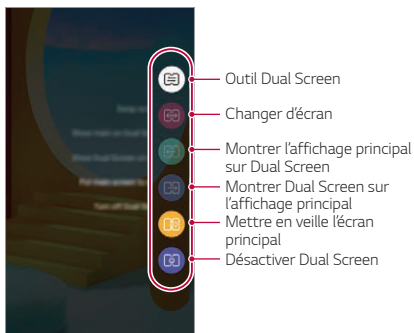 Outil Dual Screen
Changer d'écran
Montrer l'affichage principal
sur Dual Screen
Montrer Dual Screen sur
l'affichage principal
Mettre en veille l'écran
principal
Désactiver Dual Screen